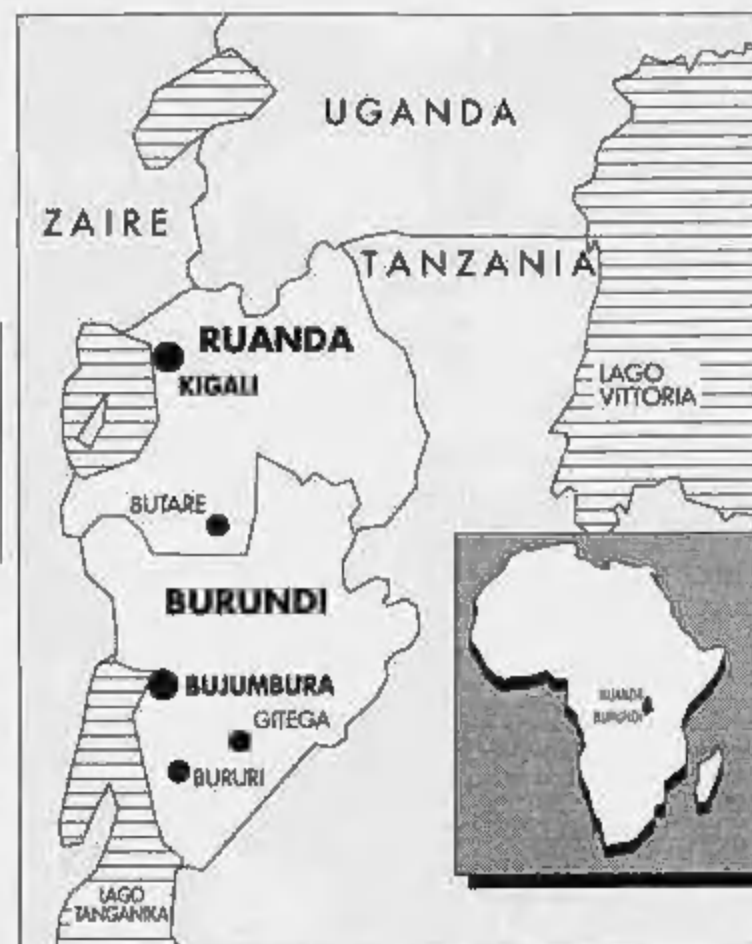 UGANDA
ZAIRE
TANZANIA
RUANDA
KIGALI
LAGO
VITTORIA
BUTARE
BURUNDI
BUJUMBURA
GITEGA
BURURI
LAGO
TANGANIKA
RUANDA
BURUNDI